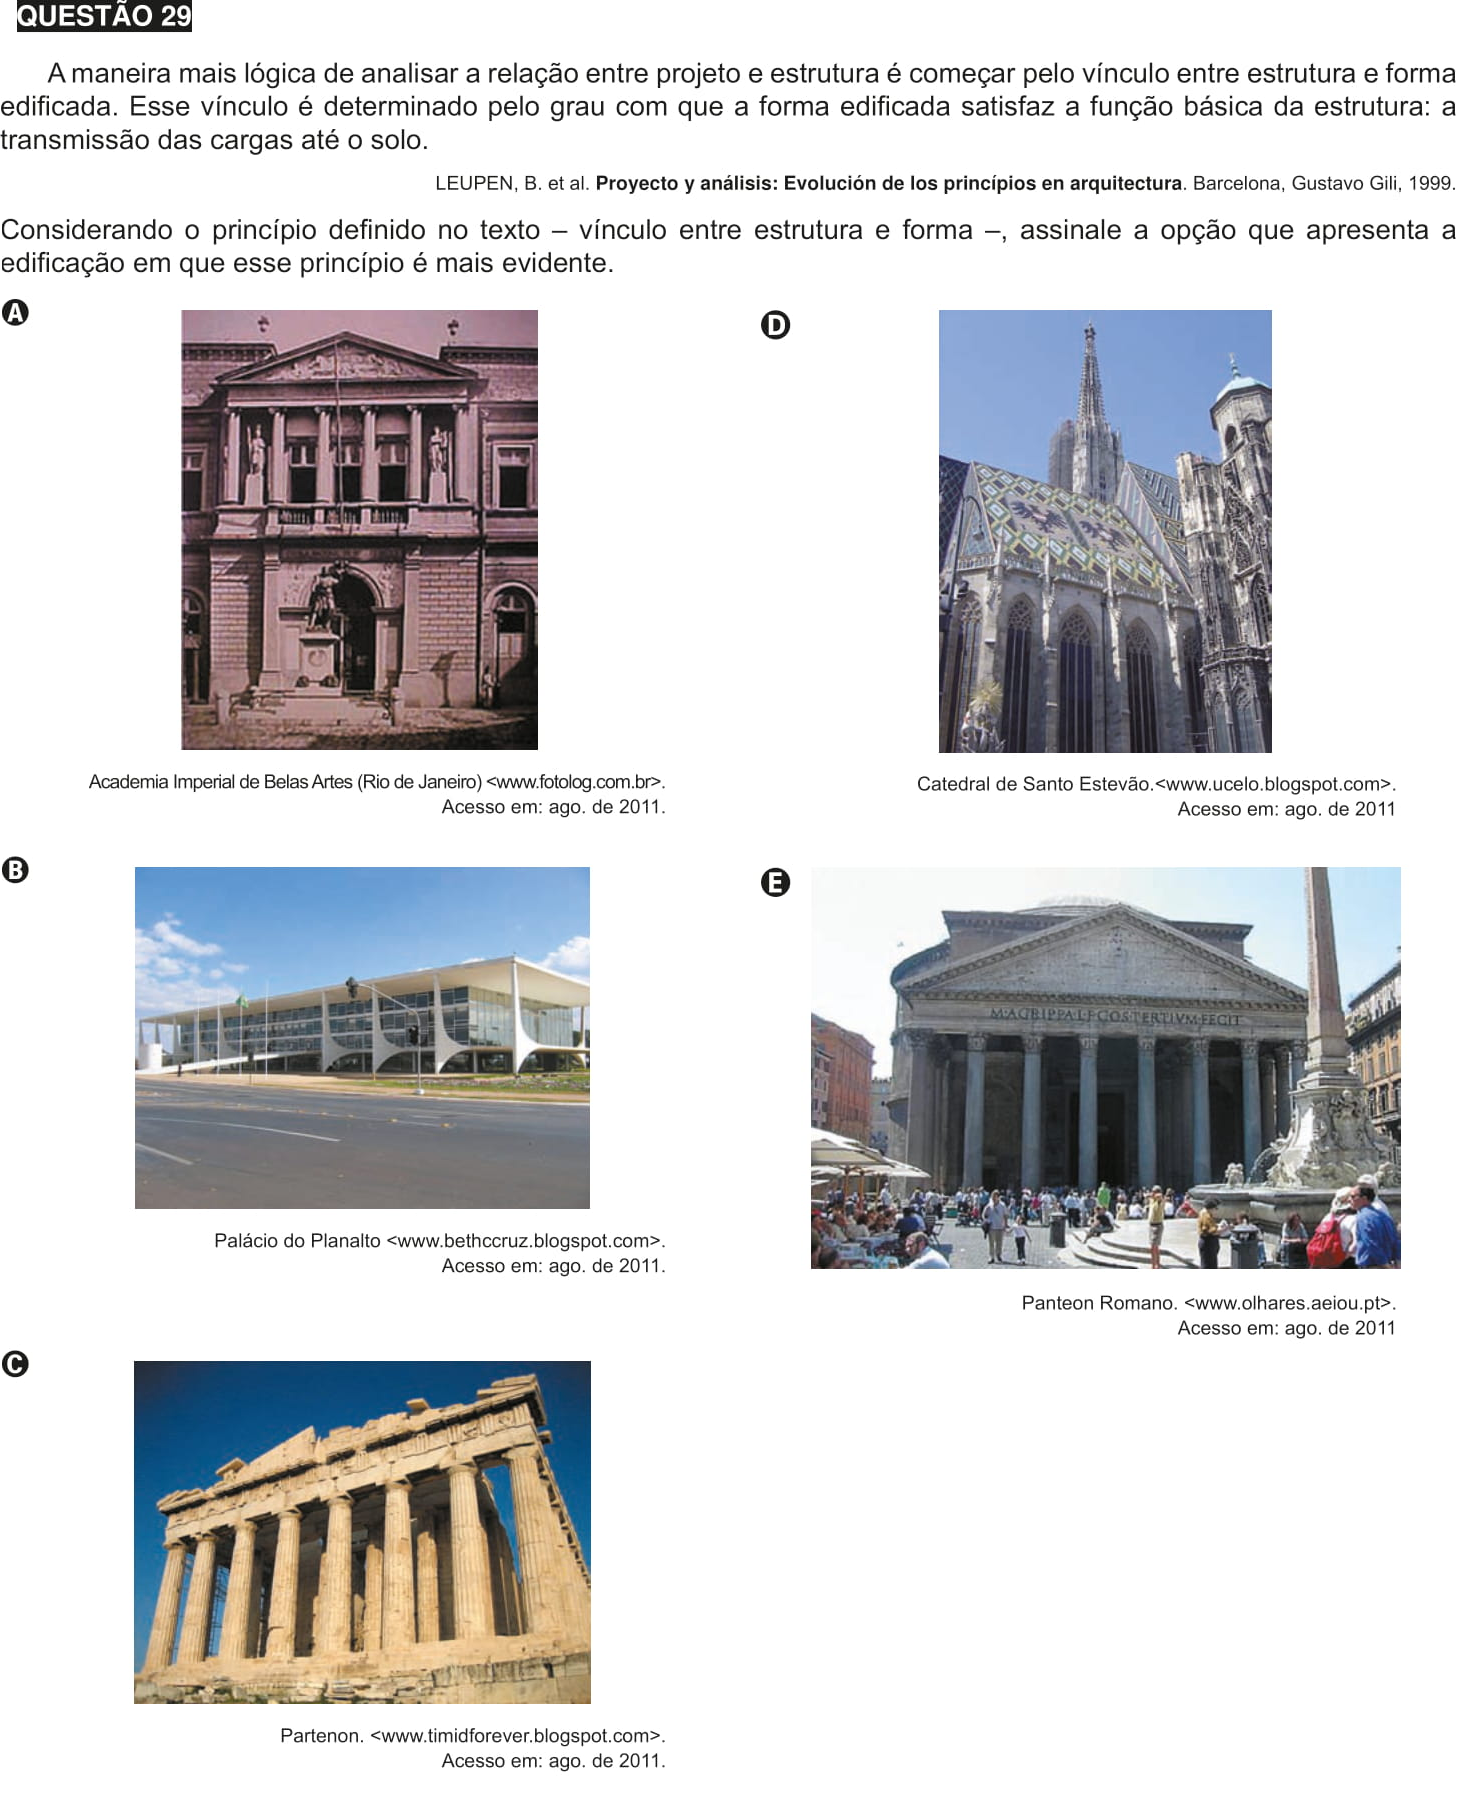 QUESTÃO 29
A maneira mais lógica de analisar a relação entre projeto e estrutura é começar pelo vínculo entre estrutura e forma
edificada. Esse vínculo é determinado pelo grau com que a forma edificada satisfaz a função básica da estrutura: a
transmissão das cargas até o solo.
LEUPEN, B. et al. Proyecto y análisis: Evolución de los princípios en arquitectura. Barcelona, Gustavo Gili, 1999.
Considerando o princípio definido no texto – vínculo entre estrutura e forma –, assinale a opção que apresenta a
edificação em que esse princípio é mais evidente.
A
Academia Imperial de Belas Artes (Rio de Janeiro) <www.fotolog.com.br>.
Acesso em: ago. de 2011.
B
Palácio do Planalto <www.bethccruz.blogspot.com>.
Acesso em: ago. de 2011.
C
Partenon. <www.timidforever.blogspot.com>.
Acesso em: ago. de 2011.
D
Catedral de Santo Estevão.<www.ucelo.blogspot.com>.
Acesso em: ago. de 2011
E
M·AGRIPPA·L·F·COS·TERTIVM·FECIT
Panteon Romano. <www.olhares.aeiou.pt>.
Acesso em: ago. de 2011